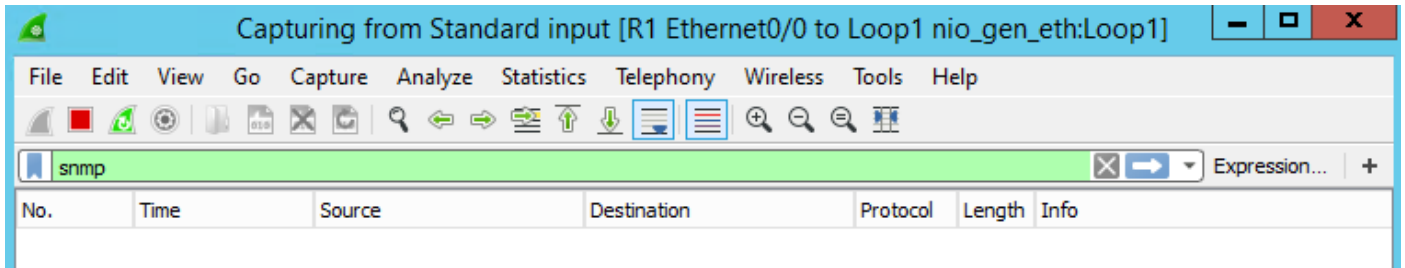 Capturing from Standard input [R1 Ethernet0/0 to Loop1 nio_gen_eth:Loop1]
File Edit View Go Capture Analyze Statistics Telephony Wireless Tools Help
snmp Expression... +
No. Time Source Destination Protocol Length Info